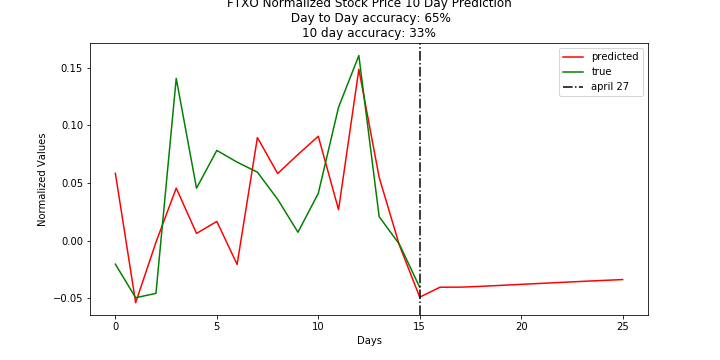 FTXO Normalized Stock Price 10 Day Prediction
Day to Day accuracy: 65%
10 day accuracy: 33%
predicted
true
april 27
Normalized Values
0.15
0.10
0.05
0.00
−0.05
0
5
10
15
20
25
Days